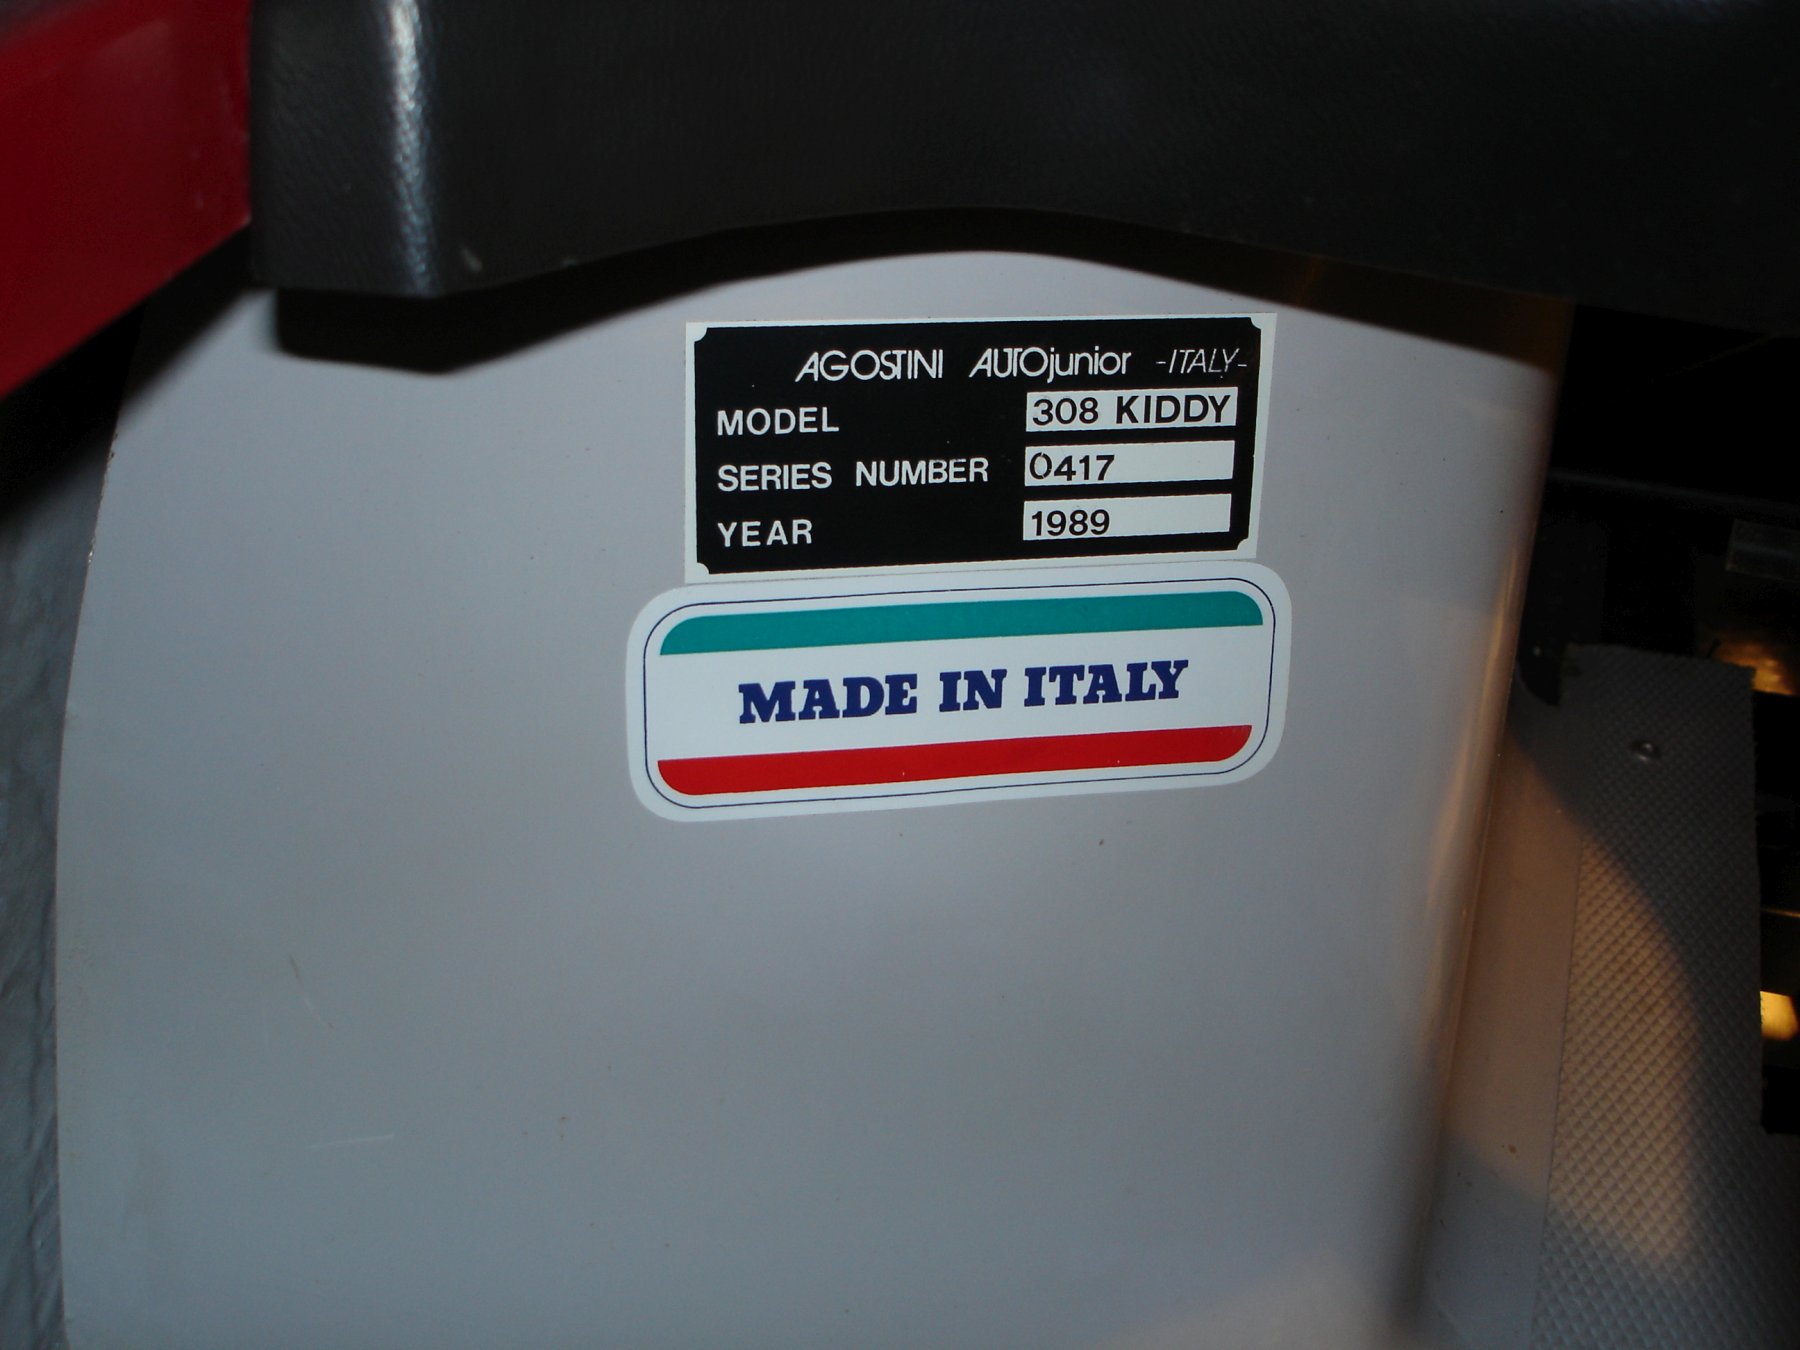 AGOSTINI AUTOjunior -ITALY-
MODEL 308 KIDDY
SERIES NUMBER 0417
YEAR 1989
MADE IN ITALY